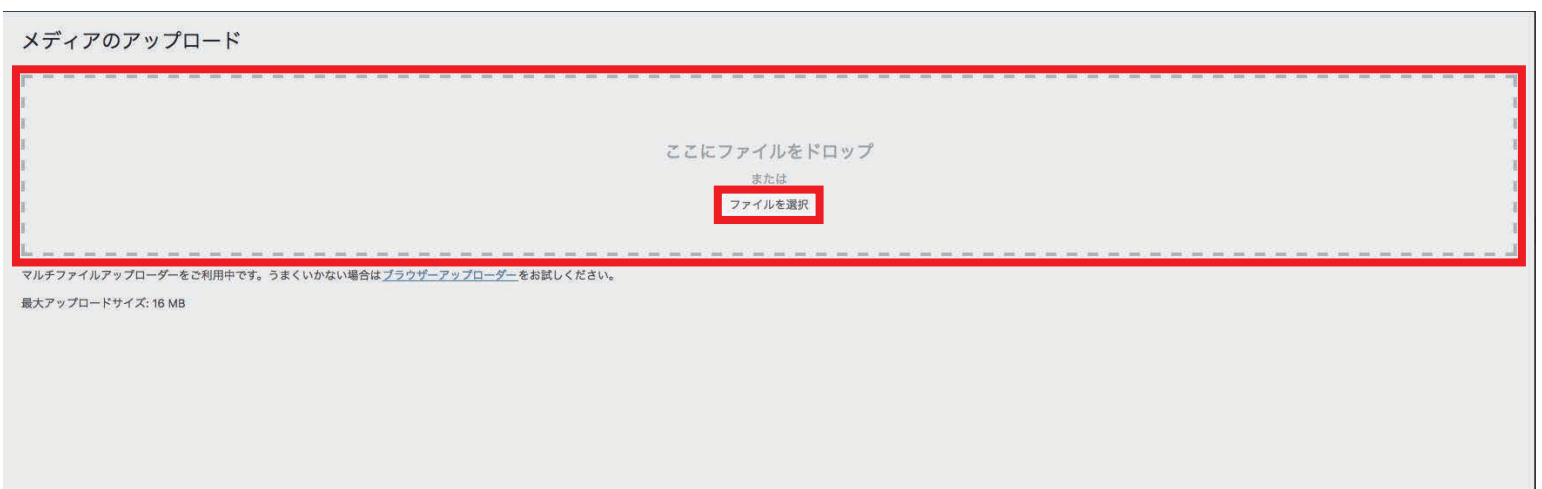 メディアのアップロード
ここにファイルをドロップ
または
ファイルを選択
マルチファイルアップローダーをご利用中です。うまくいかない場合はブラウザーアップローダーをお試しください。
最大アップロードサイズ: 16 MB